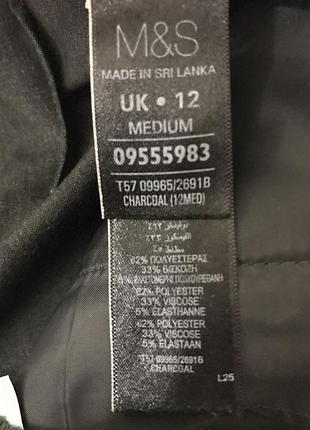 M&S
MADE IN SRI LANKA
UK • 12
MEDIUM
09555983
T57 09965/2691B
CHARCOAL (12MED)
62% ΠΟΛΥΕΣΤΕΡΑΣ
33% ΒΙΣΚΟΖΗ
62% POLYESTER
33% VISCOSE
5% ELASTHANNE
62% POLYESTER
33% VISCOSE
5% ELASTAAN
T57 09965/2691B
CHARCOAL
L25